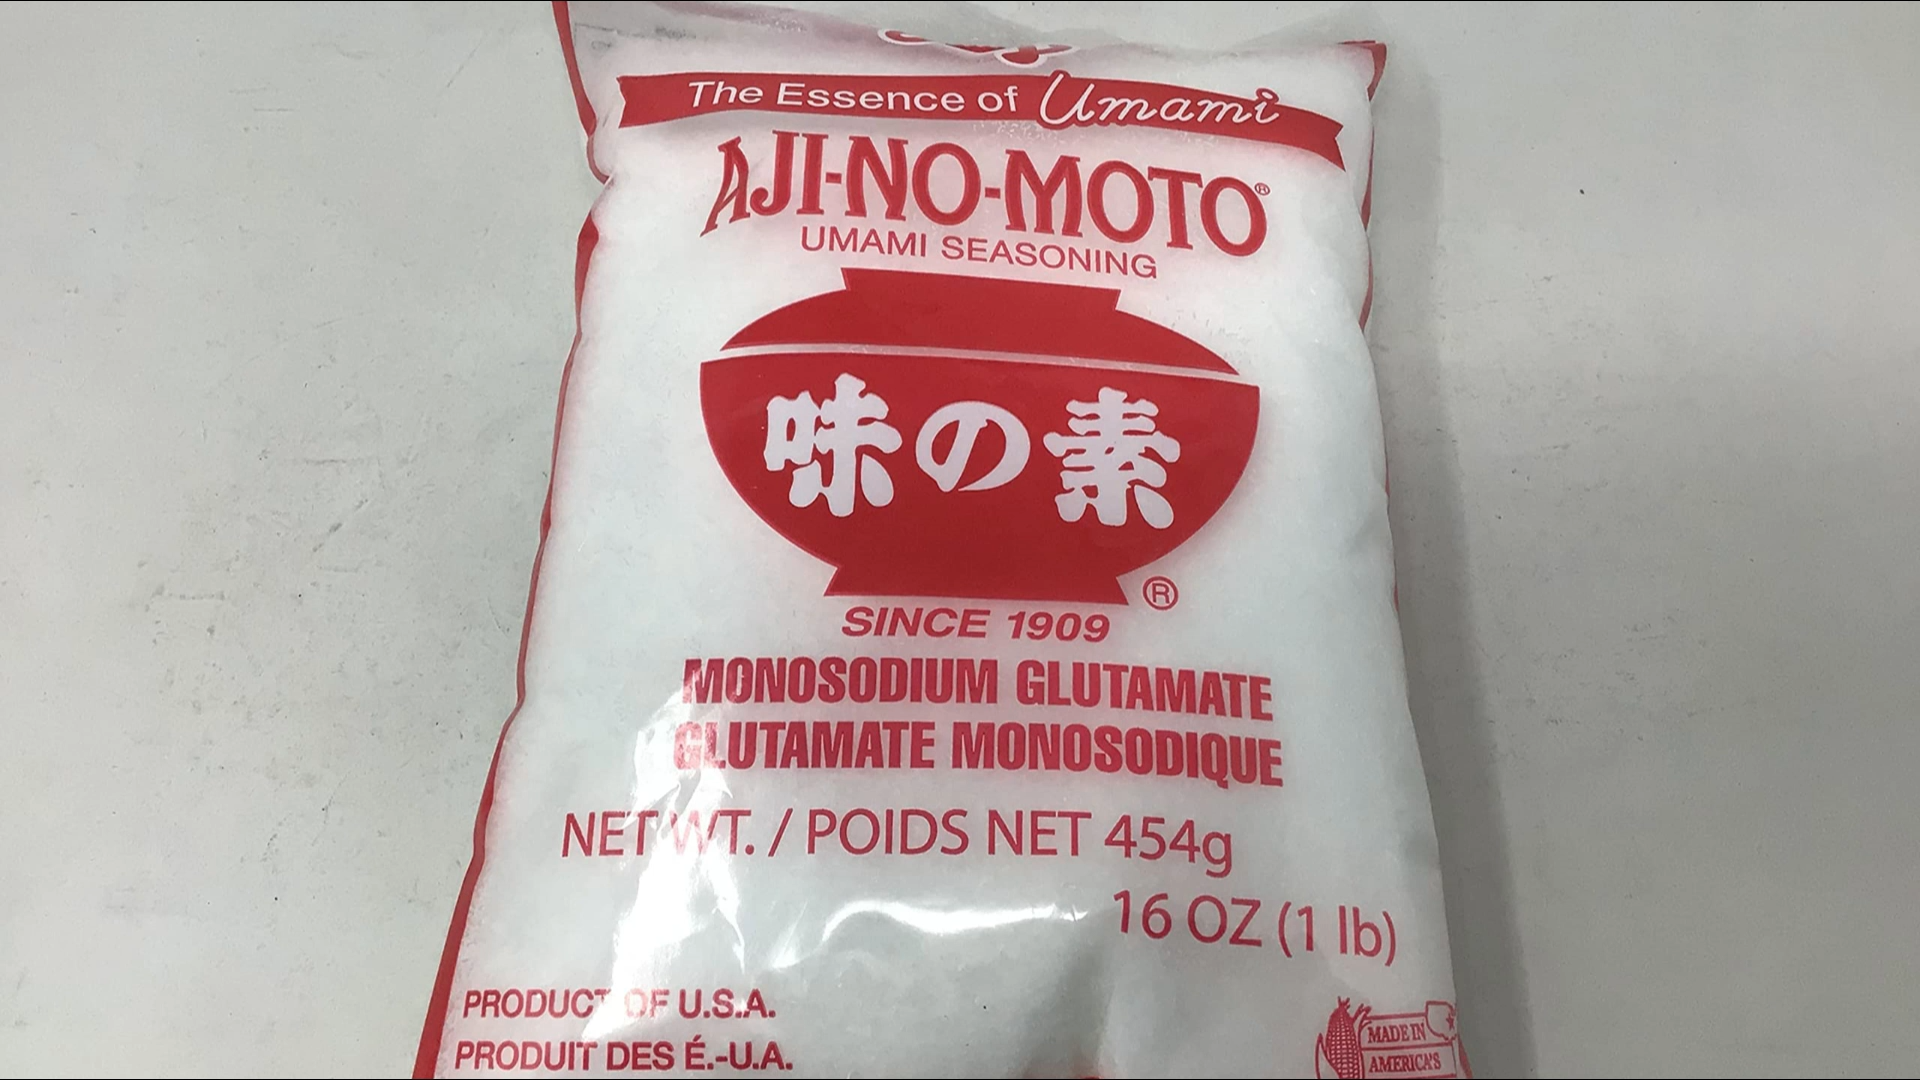 The Essence of Umami
AJI-NO-MOTO®
UMAMI SEASONING
味の素
®
SINCE 1909
MONOSODIUM GLUTAMATE
GLUTAMATE MONOSODIQUE
NET WT. / POIDS NET 454g
16 OZ (1 lb)
PRODUCT OF U.S.A.
PRODUIT DES É.-U.A.
MADE IN
AMERICA'S